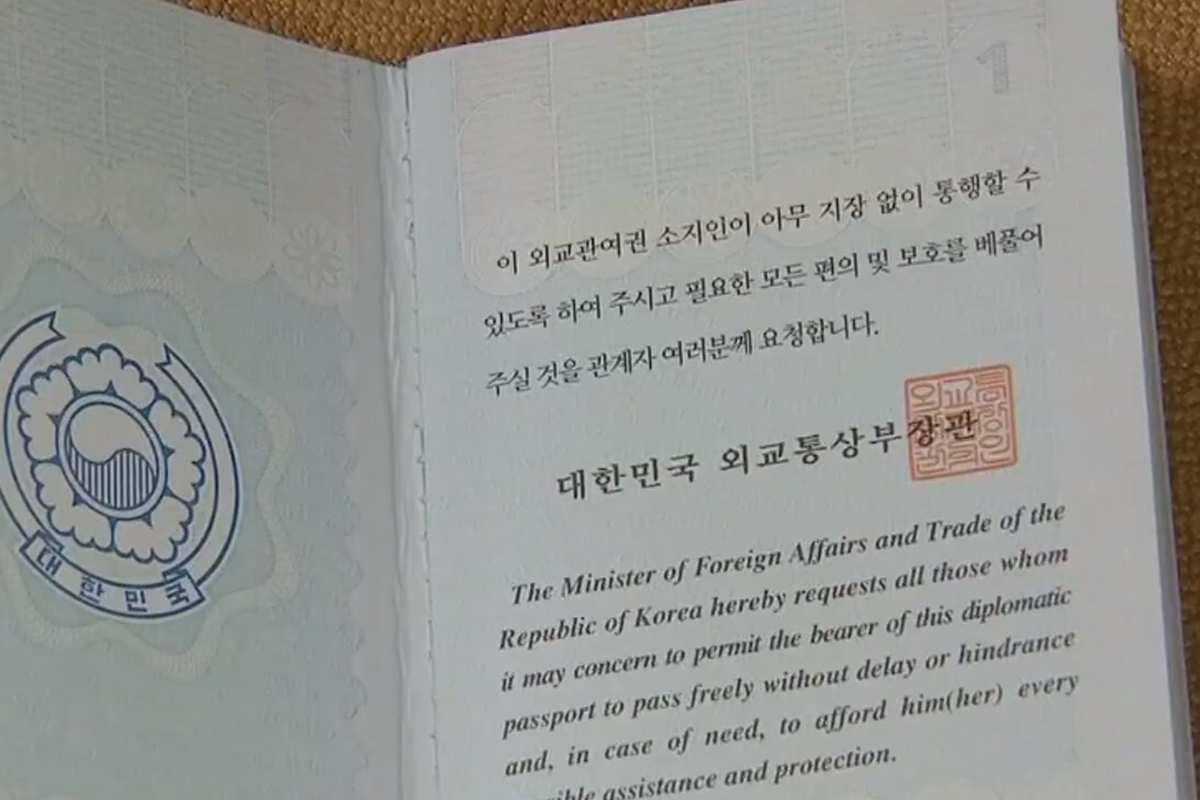 대한민국
1
이 외교관여권 소지인이 아무 지장 없이 통행할 수
있도록 하여 주시고 필요한 모든 편의 및 보호를 베풀어
주실 것을 관계자 여러분께 요청합니다.
대한민국 외교통상부장관
The Minister of Foreign Affairs and Trade of the
Republic of Korea hereby requests all those whom
it may concern to permit the bearer of this diplomatic
passport to pass freely without delay or hindrance
and, in case of need, to afford him(her) every
assistance and protection.